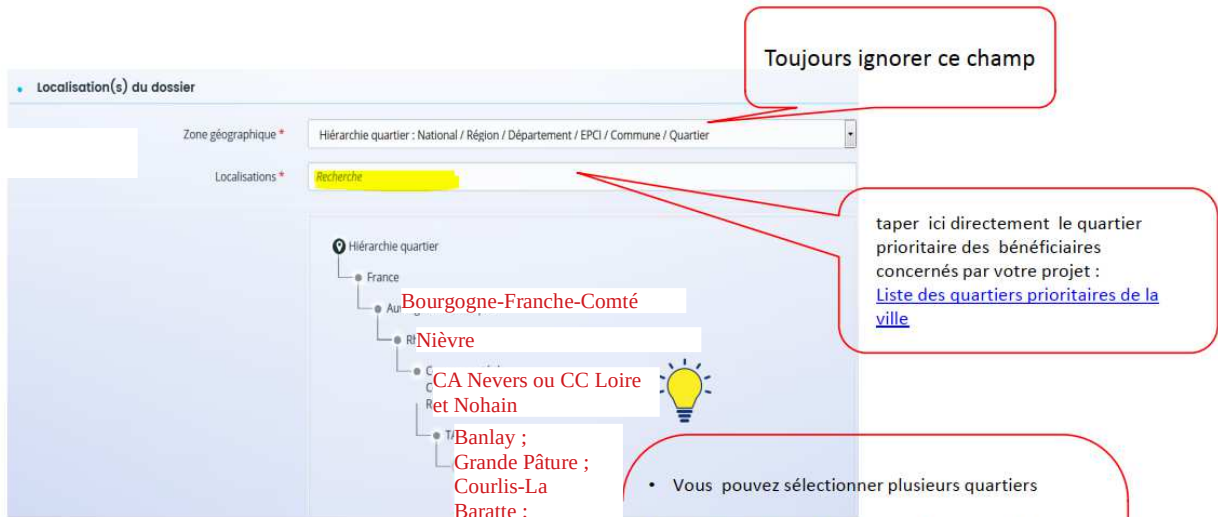 Toujours ignorer ce champ
Localisation(s) du dossier
Zone géographique *
Hiérarchie quartier : National / Région / Département / EPCI / Commune / Quartier
Localisations *
Recherche
taper ici directement le quartier
prioritaire des bénéficiaires
concernés par votre projet :
Liste des quartiers prioritaires de la
ville
Hiérarchie quartier
France
Bourgogne-Franche-Comté
Nièvre
CA Nevers ou CC Loire
et Nohain
Banlay ;
Grande Pâture ;
Courlis-La
Baratte ;
• Vous pouvez sélectionner plusieurs quartiers